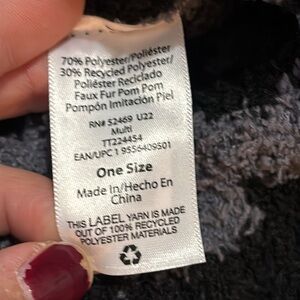 70% Polyester/Poliéster
30% Recycled Polyester/
Poliéster Reciclado
Faux Fur Pom Pom
Pompón Imitación Piel
RN# 52469 U22
Multi
TT224454
EAN/UPC 1 9556409501
One Size
Made in/Hecho En
China
THIS LABEL YARN IS MADE
OUT OF 100% RECYCLED
POLYESTER MATERIALS